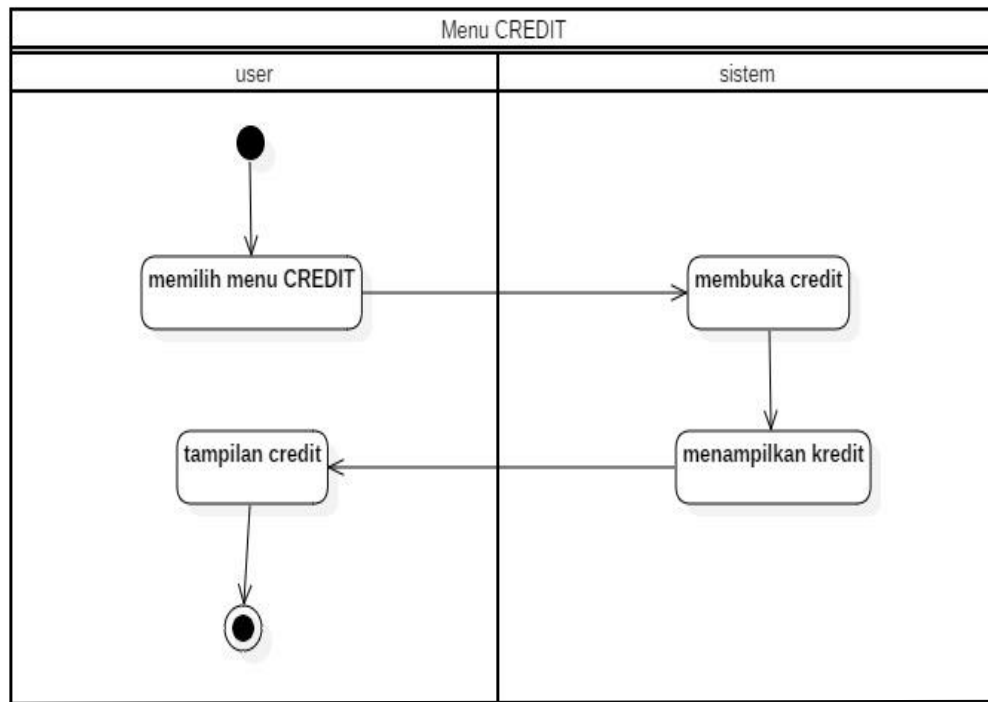 Menu CREDIT
user
sistem
memilih menu CREDIT
membuka credit
tampilan credit
menampilkan kredit